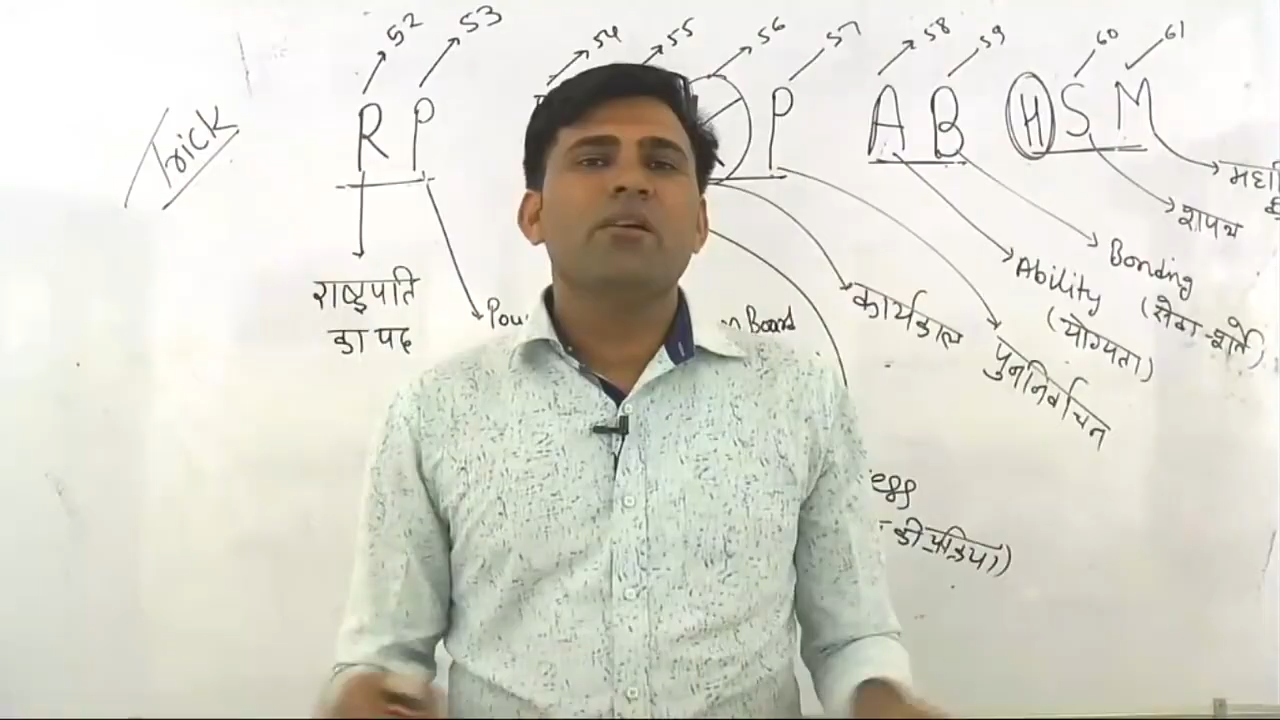 52 53 54 55 56 57 58 59 60 61
Trick
R P P A B H S M
राष्ट्रपति
का पद
Board
कार्यकाल
पुनर्निर्वाचन
Ability
(योग्यता)
Bonding
(सेवा-शर्ते)
शपथ